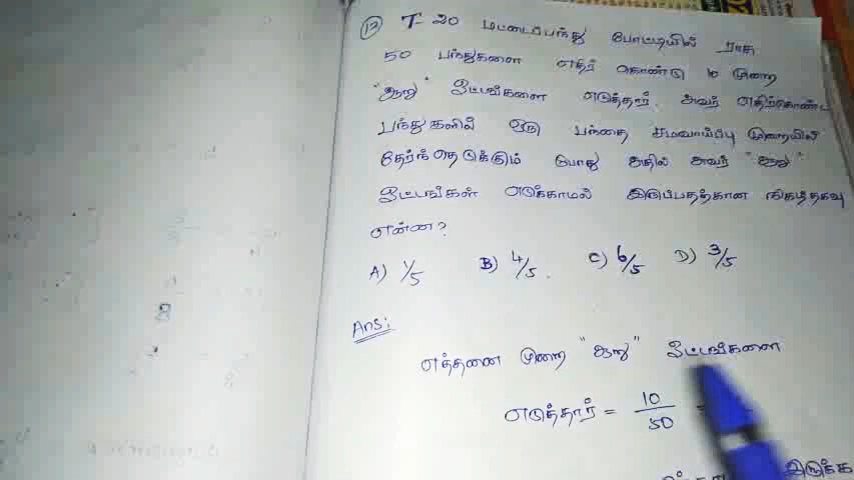 12) T-20 மட்டைப்பந்து போட்டியில் ராசு
50 பந்துகளை எதிர் கொண்டு 10 முறை
"ஆறு" ஓட்டங்களை எடுத்தார். அவர் எதிர்கொண்ட
பந்துகளில் ஒரு பந்தை சமவாய்ப்பு முறையில்
தேர்ந்தெடுக்கும் போது அதில் அவர் "ஆறு"
ஓட்டங்கள் எடுக்காமல் இருப்பதற்கான நிகழ்தகவு
என்ன?
A) 1/5 B) 4/5. C) 6/5 D) 3/5
Ans:
எத்தனை முறை "ஆறு" ஓட்டங்களை
எடுத்தார் = 10/50 =
இருக்க